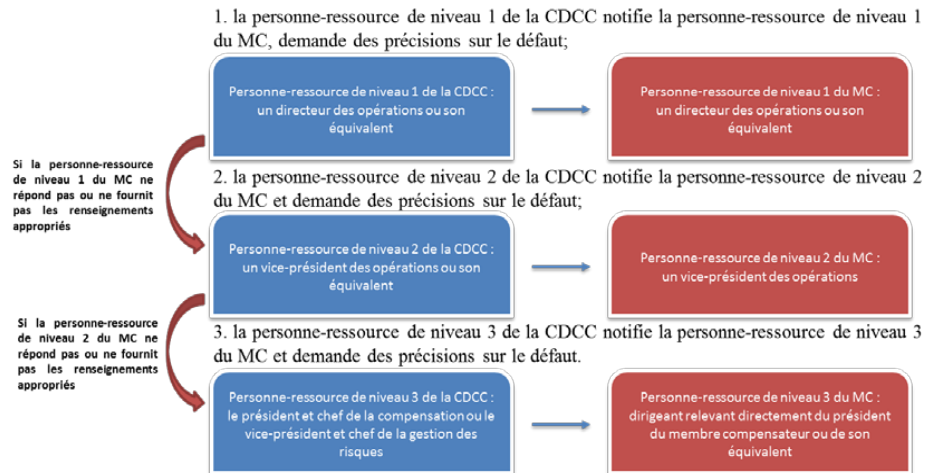 1. la personne-ressource de niveau 1 de la CDCC notifie la personne-ressource de niveau 1
du MC, demande des précisions sur le défaut;
Personne-ressource de niveau 1 de la CDCC :
un directeur des opérations ou son
équivalent
Personne-ressource de niveau 1 du MC :
un directeur des opérations ou son
équivalent
Si la personne-ressource
de niveau 1 du MC ne
répond pas ou ne fournit
pas les renseignements
appropriés
2. la personne-ressource de niveau 2 de la CDCC notifie la personne-ressource de niveau 2
du MC et demande des précisions sur le défaut;
Personne-ressource de niveau 2 de la CDCC :
un vice-président des opérations ou son
équivalent
Personne-ressource de niveau 2 du MC :
un vice-président des opérations
Si la personne-ressource
de niveau 2 du MC ne
répond pas ou ne fournit
pas les renseignements
appropriés
3. la personne-ressource de niveau 3 de la CDCC notifie la personne-ressource de niveau 3
du MC et demande des précisions sur le défaut.
Personne-ressource de niveau 3 de la CDCC :
le président et chef de la compensation ou le
vice-président et chef de la gestion des
risques
Personne-ressource de niveau 3 du MC :
dirigeant relevant directement du président
du membre compensateur ou de son
équivalent